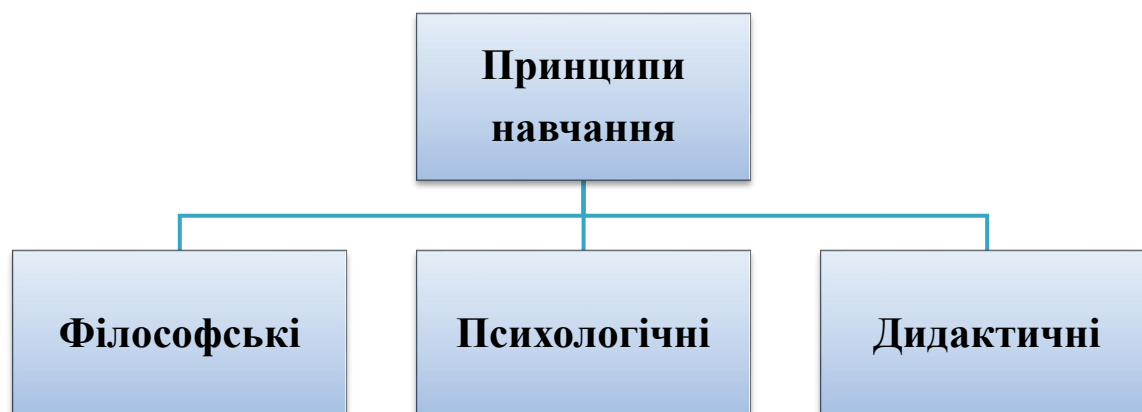 Принципи
навчання
Філософські
Психологічні
Дидактичні